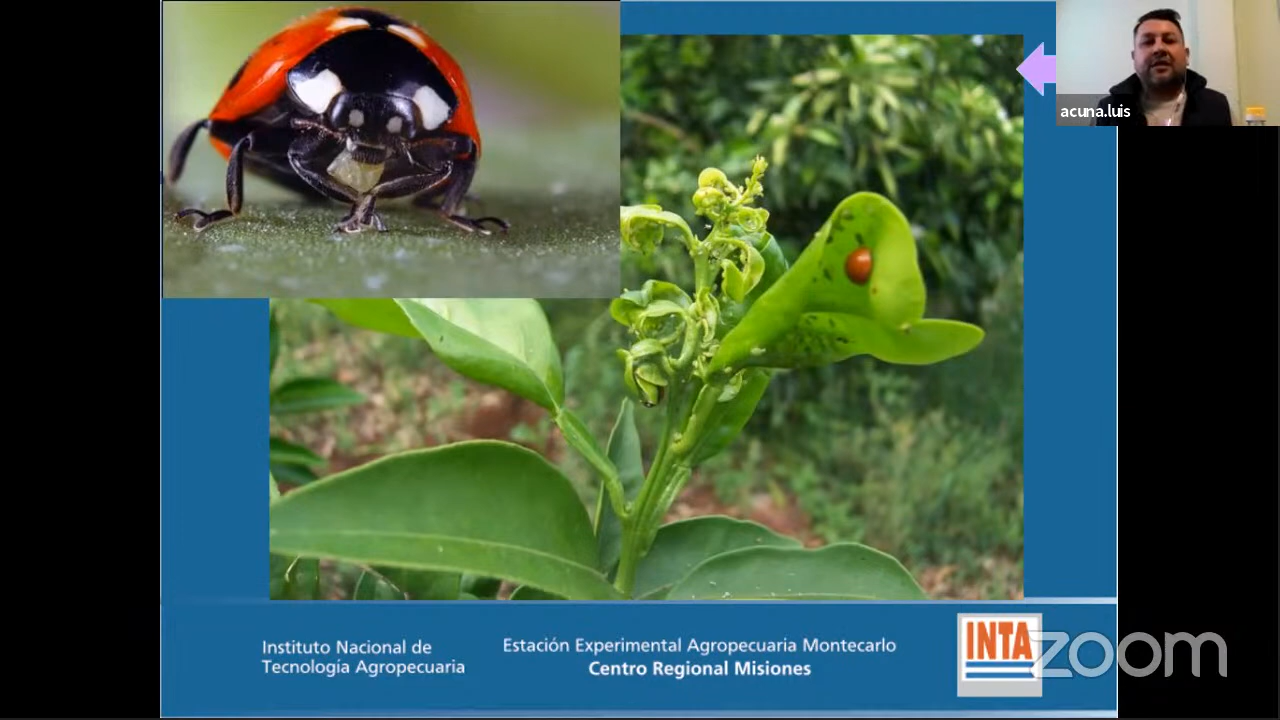 acuna.luis
Instituto Nacional de
Tecnología Agropecuaria
Estación Experimental Agropecuaria Montecarlo
Centro Regional Misiones
INTA
zoom